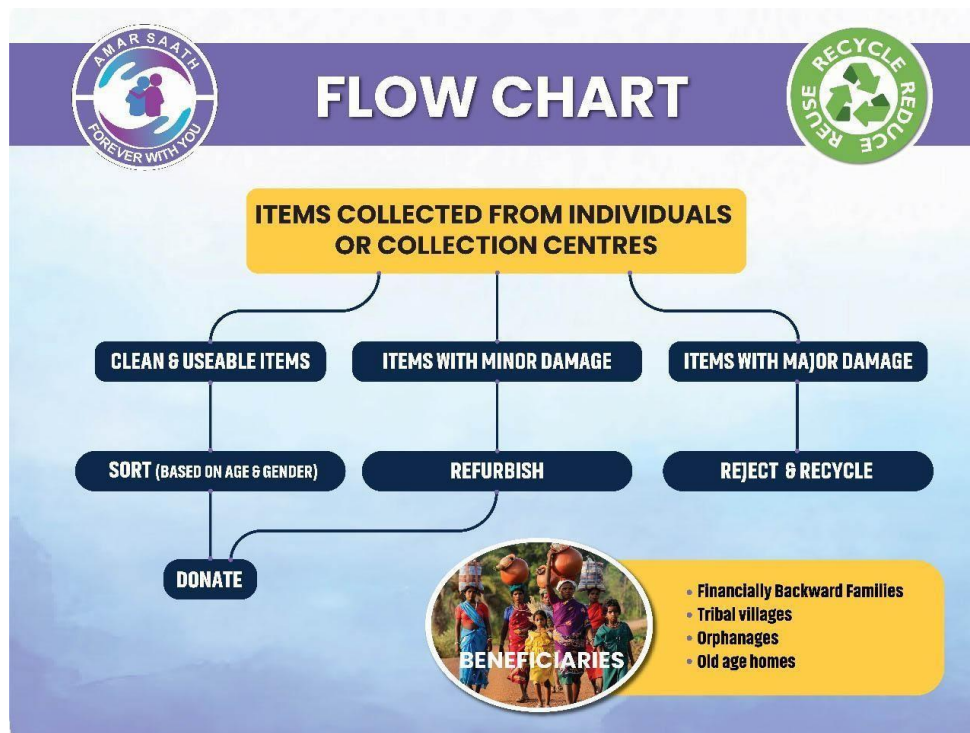 AMAR SAATH
FOREVER WITH YOU
FLOW CHART
RECYCLE REDUCE REUSE
ITEMS COLLECTED FROM INDIVIDUALS
OR COLLECTION CENTRES
CLEAN & USEABLE ITEMS
ITEMS WITH MINOR DAMAGE
ITEMS WITH MAJOR DAMAGE
SORT (BASED ON AGE & GENDER)
REFURBISH
REJECT & RECYCLE
DONATE
BENEFICIARIES
• Financially Backward Families
• Tribal villages
• Orphanages
• Old age homes